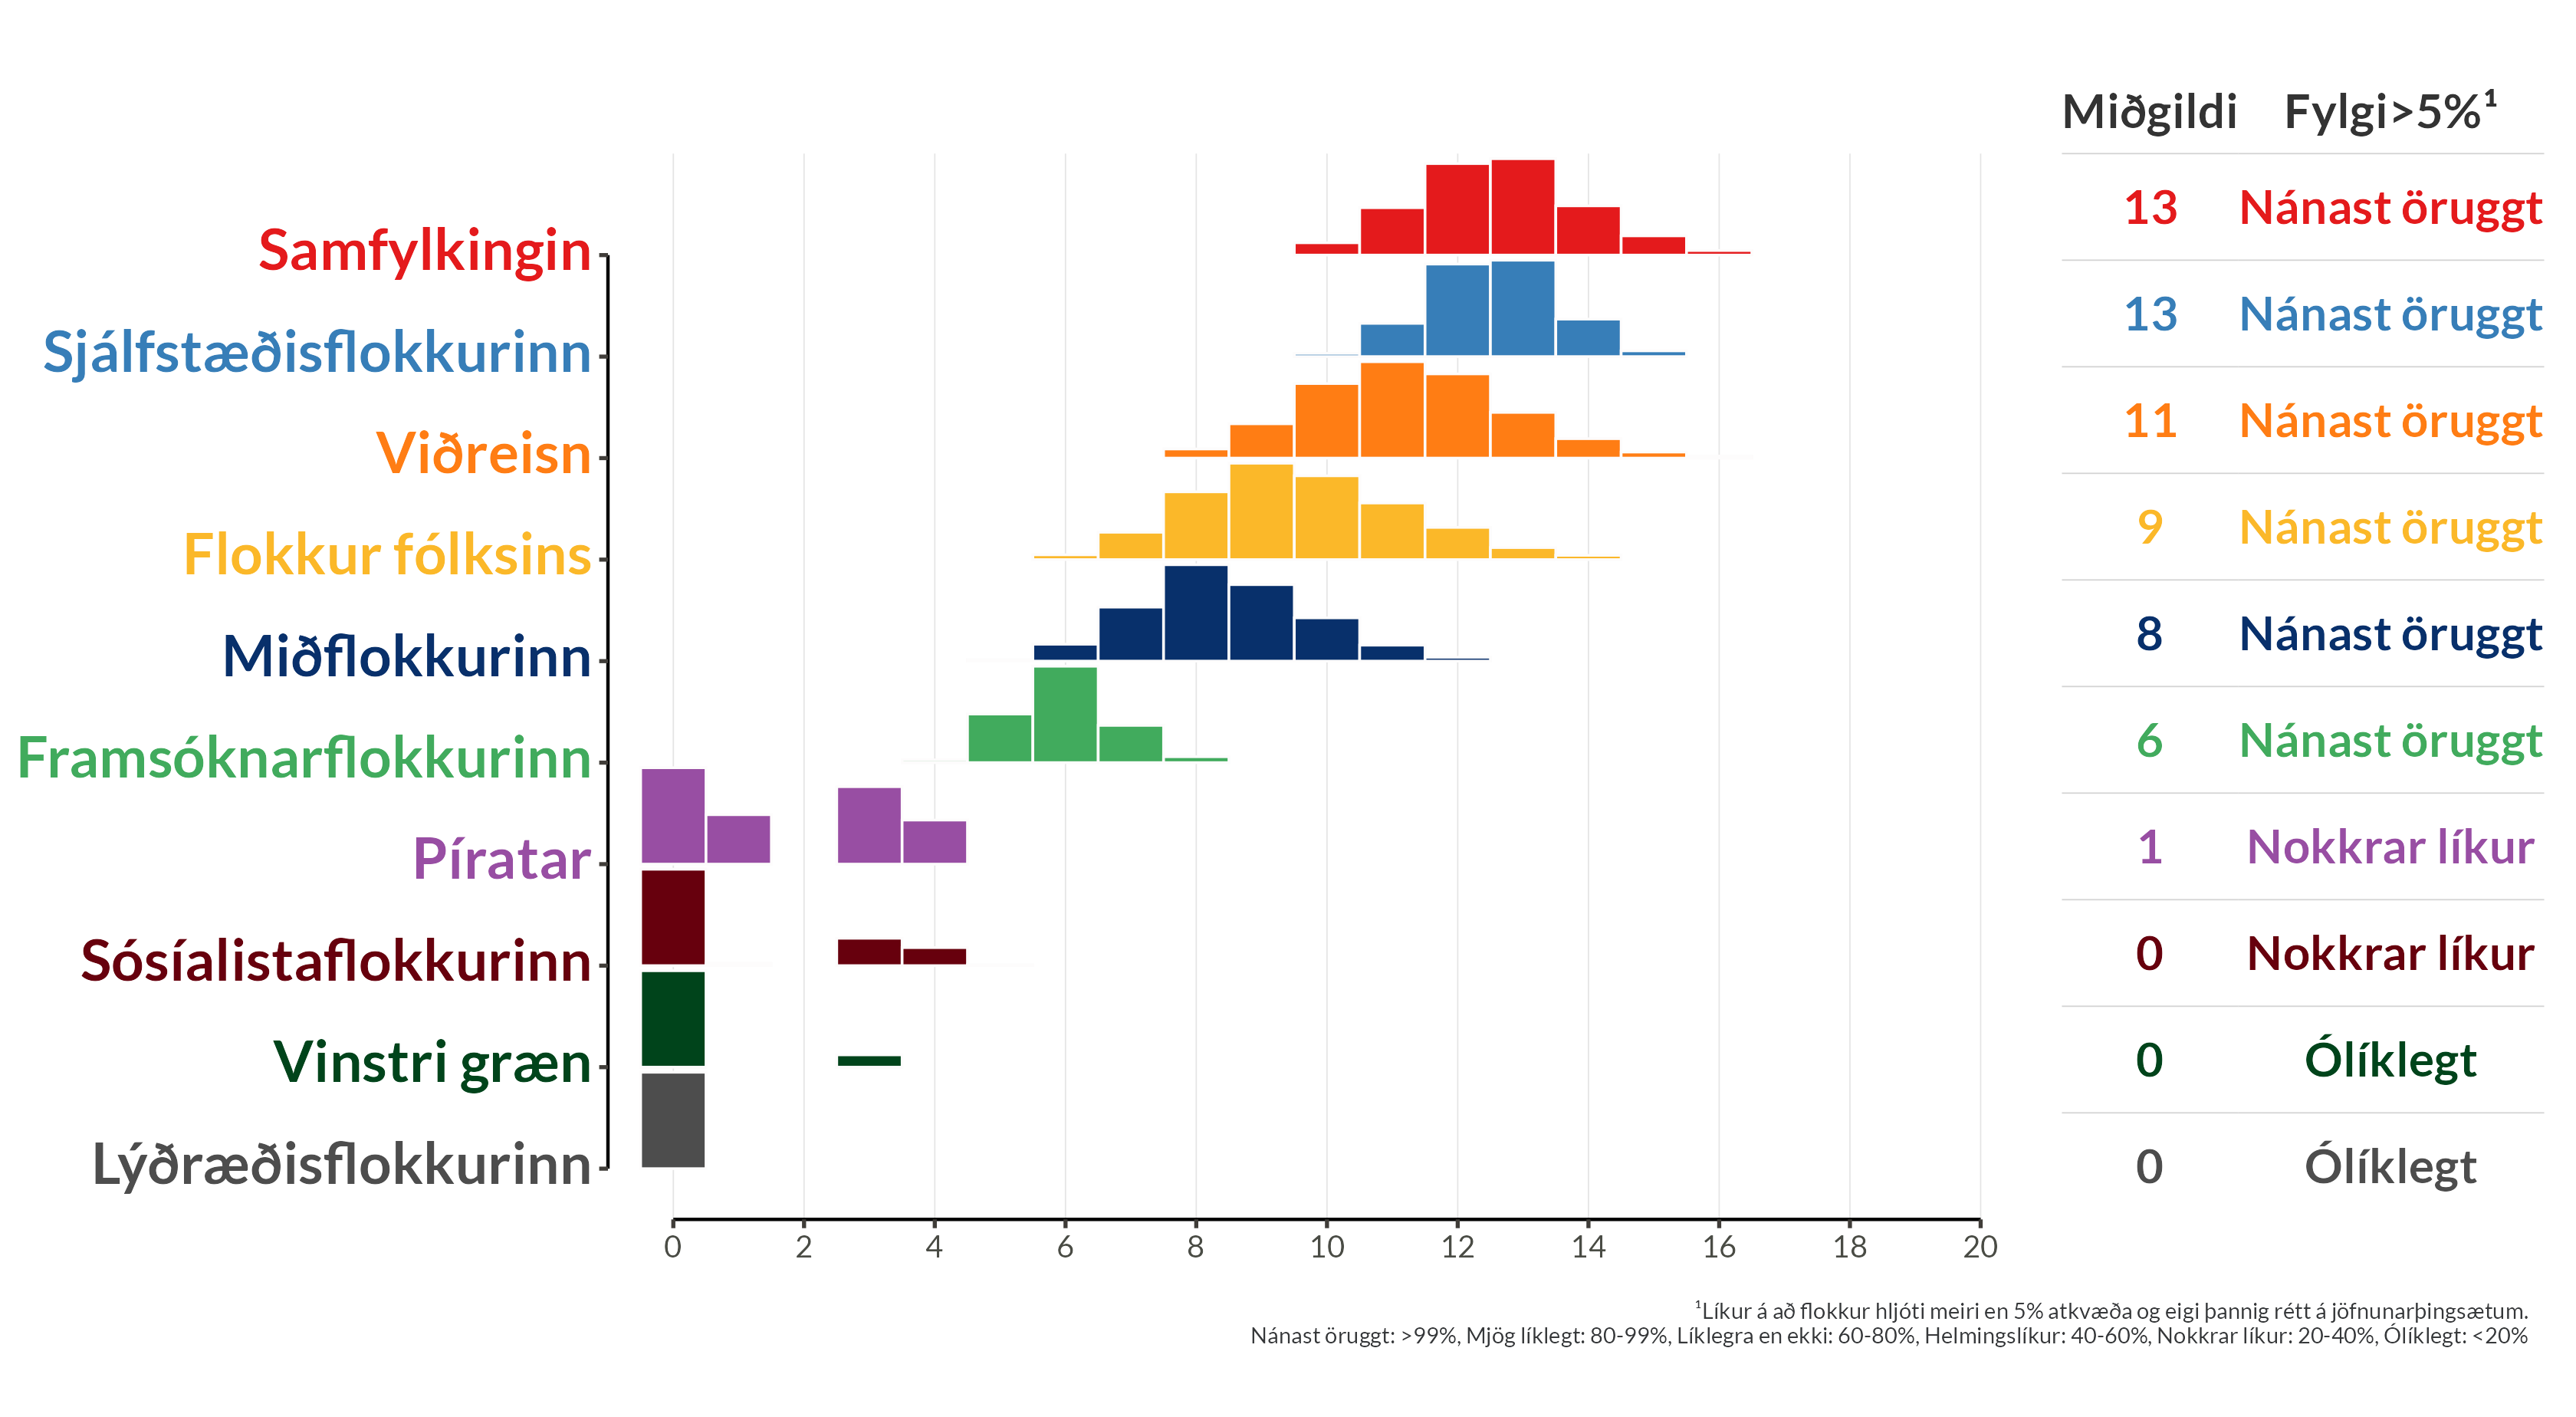 Miðgildi Fylgi>5%¹
Samfylkingin 13 Nánast öruggt
Sjálfstæðisflokkurinn 13 Nánast öruggt
Viðreisn 11 Nánast öruggt
Flokkur fólksins 9 Nánast öruggt
Miðflokkurinn 8 Nánast öruggt
Framsóknarflokkurinn 6 Nánast öruggt
Píratar 1 Nokkrar líkur
Sósíalistaflokkurinn 0 Nokkrar líkur
Vinstri græn 0 Ólíklegt
Lýðræðisflokkurinn 0 Ólíklegt
0 2 4 6 8 10 12 14 16 18 20
¹Líkur á að flokkur hljóti meiri en 5% atkvæða og eigi þannig rétt á jöfnunarþingsætum.
Nánast öruggt: >99%, Mjög líklegt: 80-99%, Líklegra en ekki: 60-80%, Helmingslíkur: 40-60%, Nokkrar líkur: 20-40%, Ólíklegt: <20%